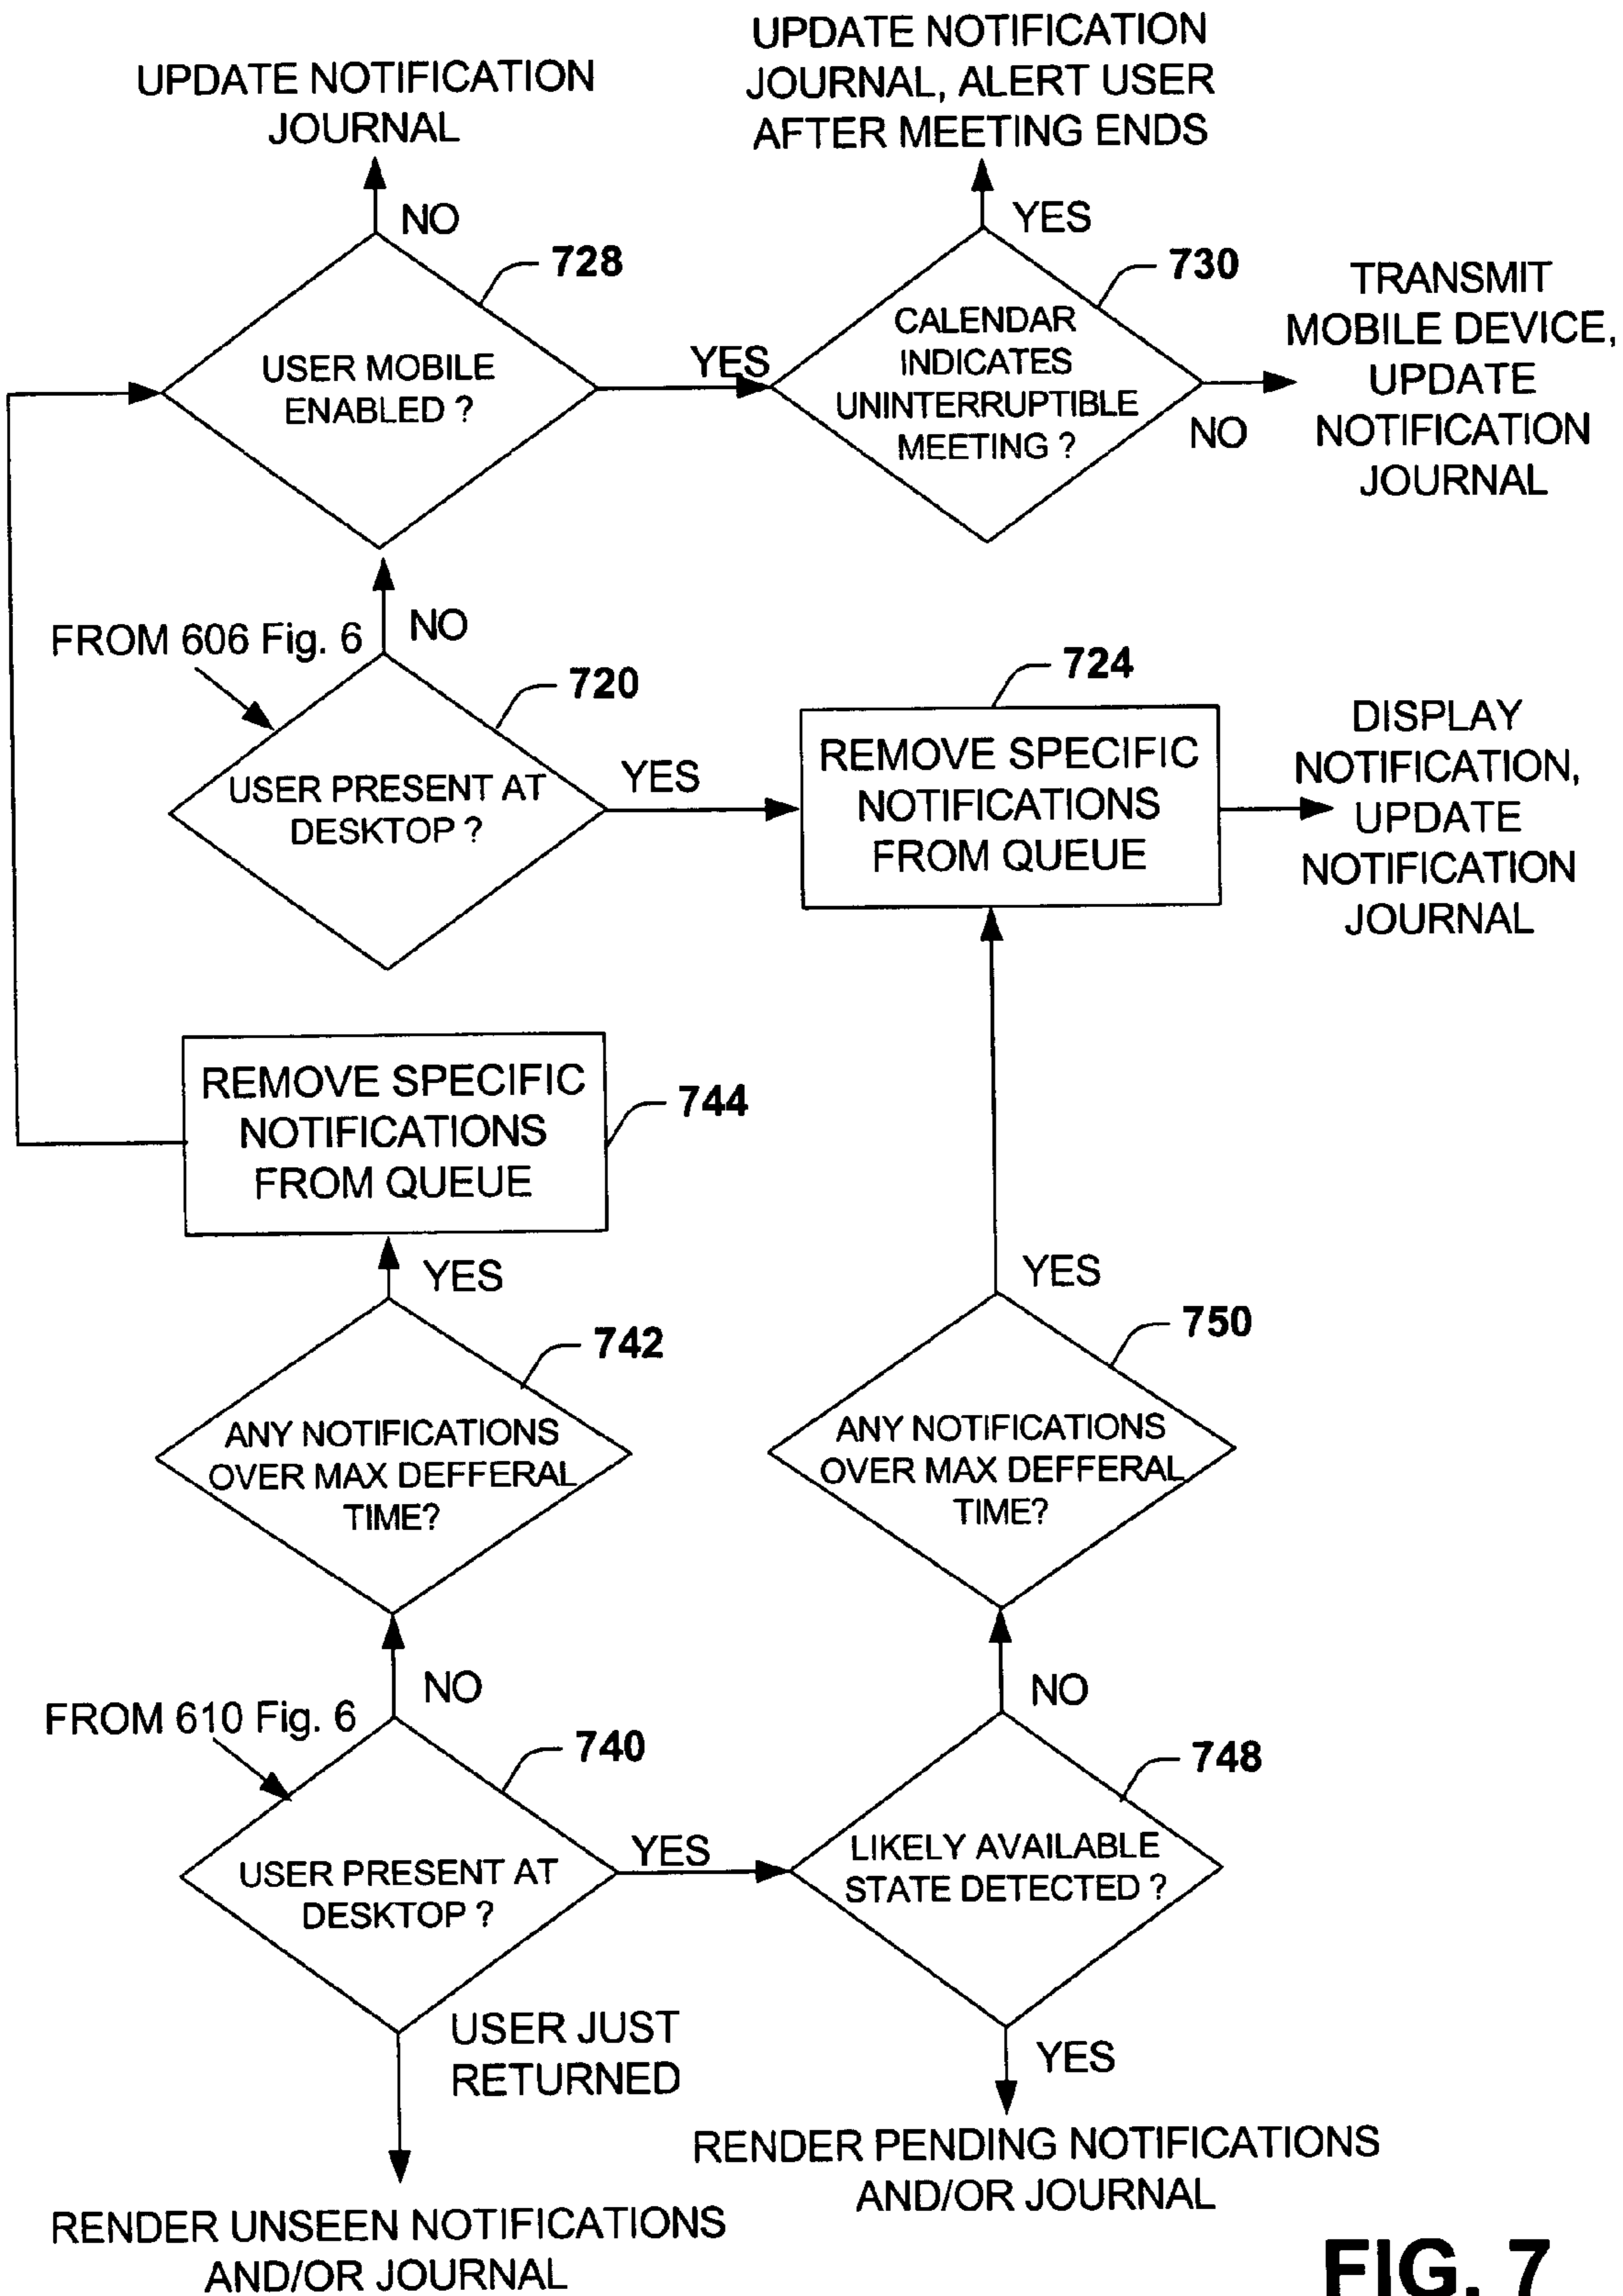 UPDATE NOTIFICATION
JOURNAL
UPDATE NOTIFICATION
JOURNAL, ALERT USER
AFTER MEETING ENDS
NO
YES
728
730
USER MOBILE
ENABLED ?
YES
CALENDAR
INDICATES
UNINTERRUPTIBLE
MEETING ?
NO
TRANSMIT
MOBILE DEVICE,
UPDATE
NOTIFICATION
JOURNAL
FROM 606 Fig. 6
NO
720
724
USER PRESENT AT
DESKTOP ?
YES
REMOVE SPECIFIC
NOTIFICATIONS
FROM QUEUE
DISPLAY
NOTIFICATION,
UPDATE
NOTIFICATION
JOURNAL
REMOVE SPECIFIC
NOTIFICATIONS
FROM QUEUE
744
YES
YES
742
750
ANY NOTIFICATIONS
OVER MAX DEFFERAL
TIME?
ANY NOTIFICATIONS
OVER MAX DEFFERAL
TIME?
NO
NO
FROM 610 Fig. 6
740
748
USER PRESENT AT
DESKTOP ?
YES
LIKELY AVAILABLE
STATE DETECTED ?
USER JUST
RETURNED
YES
RENDER PENDING NOTIFICATIONS
AND/OR JOURNAL
RENDER UNSEEN NOTIFICATIONS
AND/OR JOURNAL
FIG. 7